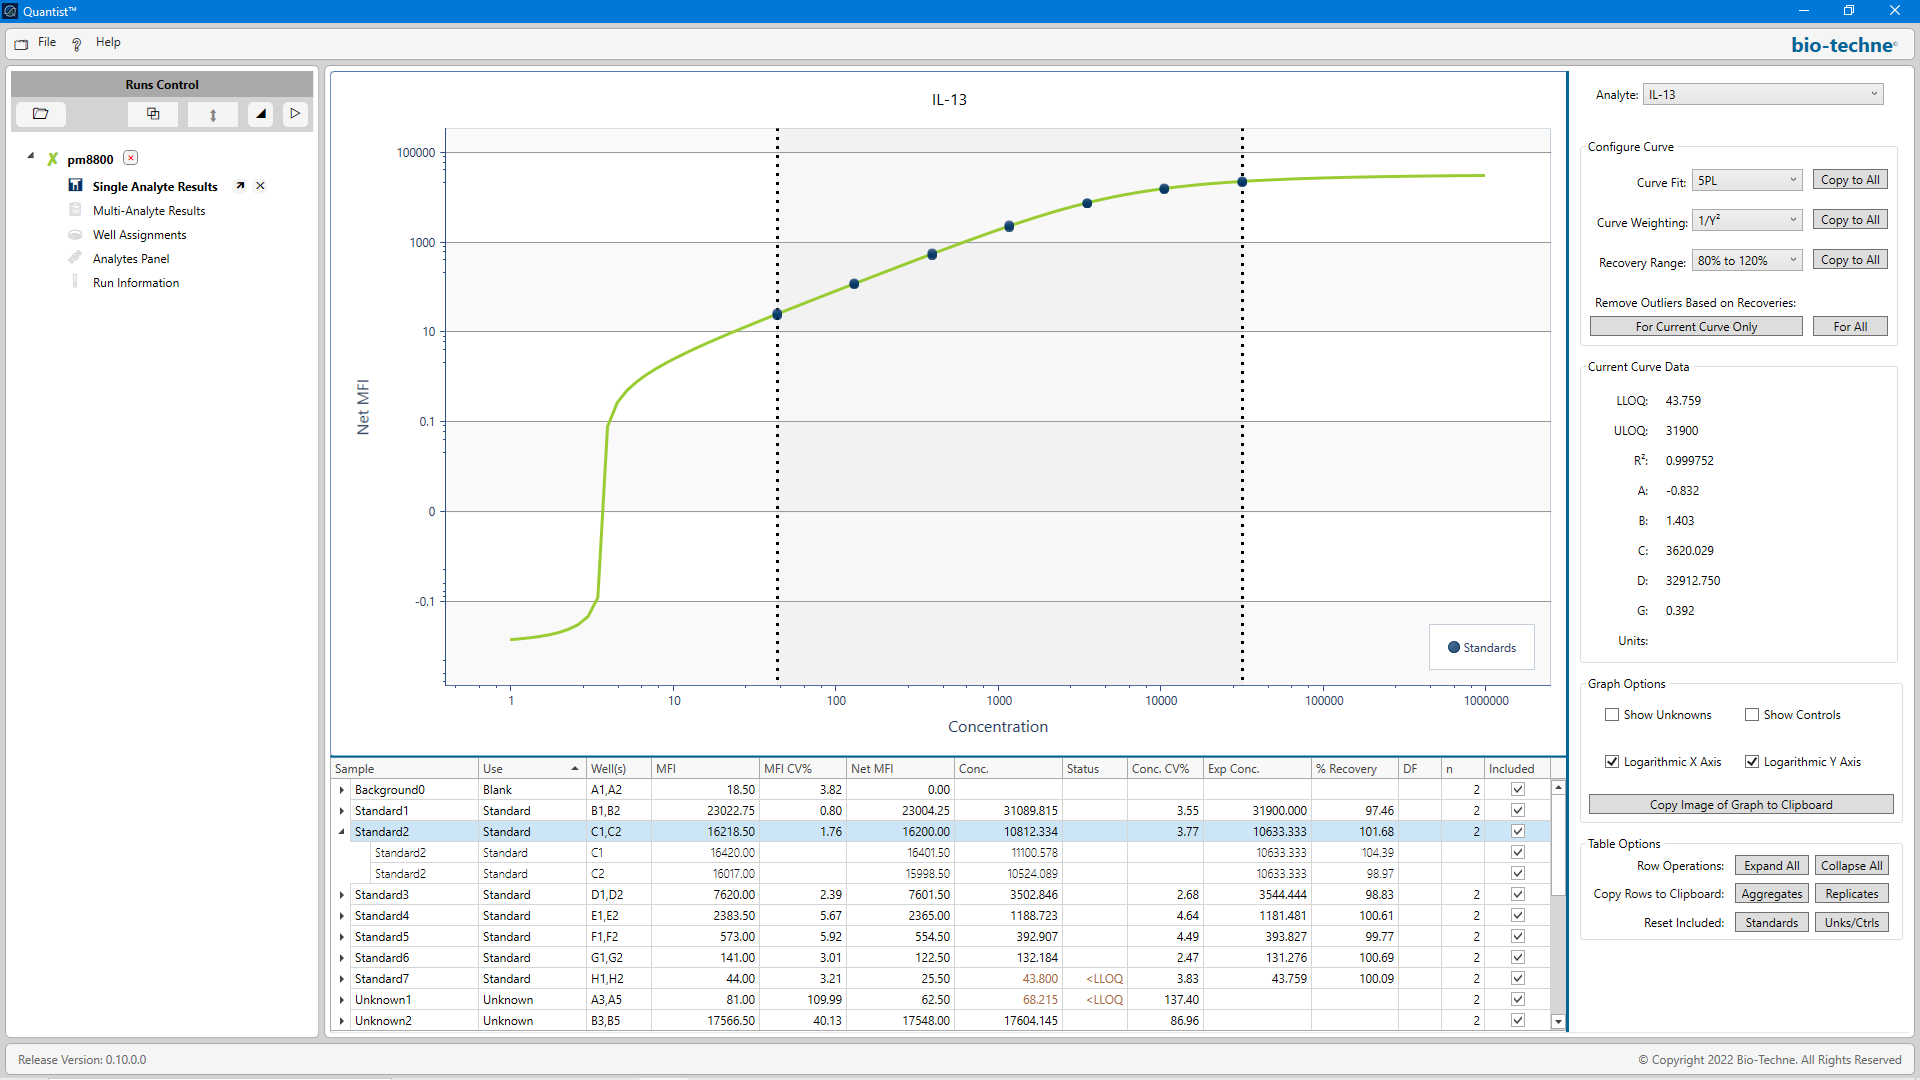 Quantist™
File Help
bio-techne
Runs Control
pm8800
Single Analyte Results
Multi-Analyte Results
Well Assignments
Analytes Panel
Run Information
IL-13
100000
1000
10
0.1
0
-0.1
Net MFI
1 10 100 1000 10000 100000 1000000
Concentration
Standards
Analyte: IL-13
Configure Curve
Curve Fit: 5PL Copy to All
Curve Weighting: 1/Y² Copy to All
Recovery Range: 80% to 120% Copy to All
Remove Outliers Based on Recoveries:
For Current Curve Only For All
Current Curve Data
LLOQ: 43.759
ULOQ: 31900
R²: 0.999752
A: -0.832
B: 1.403
C: 3620.029
D: 32912.750
G: 0.392
Units:
Graph Options
Show Unknowns Show Controls
Logarithmic X Axis Logarithmic Y Axis
Copy Image of Graph to Clipboard
Table Options
Row Operations: Expand All Collapse All
Copy Rows to Clipboard: Aggregates Replicates
Reset Included: Standards Unks/Ctrls
Sample Use Well(s) MFI MFI CV% Net MFI Conc. Status Conc. CV% Exp Conc. % Recovery DF n Included
Background0 Blank A1,A2 18.50 3.82 0.00 2
Standard1 Standard B1,B2 23022.75 0.80 23004.25 31089.815 3.55 31900.000 97.46 2
Standard2 Standard C1,C2 16218.50 1.76 16200.00 10812.334 3.77 10633.333 101.68 2
Standard2 Standard C1 16420.00 16401.50 11100.578 10633.333 104.39
Standard2 Standard C2 16017.00 15998.50 10524.089 10633.333 98.97
Standard3 Standard D1,D2 7620.00 2.39 7601.50 3502.846 2.68 3544.444 98.83 2
Standard4 Standard E1,E2 2383.50 5.67 2365.00 1188.723 4.64 1181.481 100.61 2
Standard5 Standard F1,F2 573.00 5.92 554.50 392.907 4.49 393.827 99.77 2
Standard6 Standard G1,G2 141.00 3.01 122.50 132.184 2.47 131.276 100.69 2
Standard7 Standard H1,H2 44.00 3.21 25.50 43.800 <LLOQ 3.83 43.759 100.09 2
Unknown1 Unknown A3,A5 81.00 109.99 62.50 68.215 <LLOQ 137.40 2
Unknown2 Unknown B3,B5 17566.50 40.13 17548.00 17604.145 86.96 2
Release Version: 0.10.0.0
© Copyright 2022 Bio-Techne. All Rights Reserved